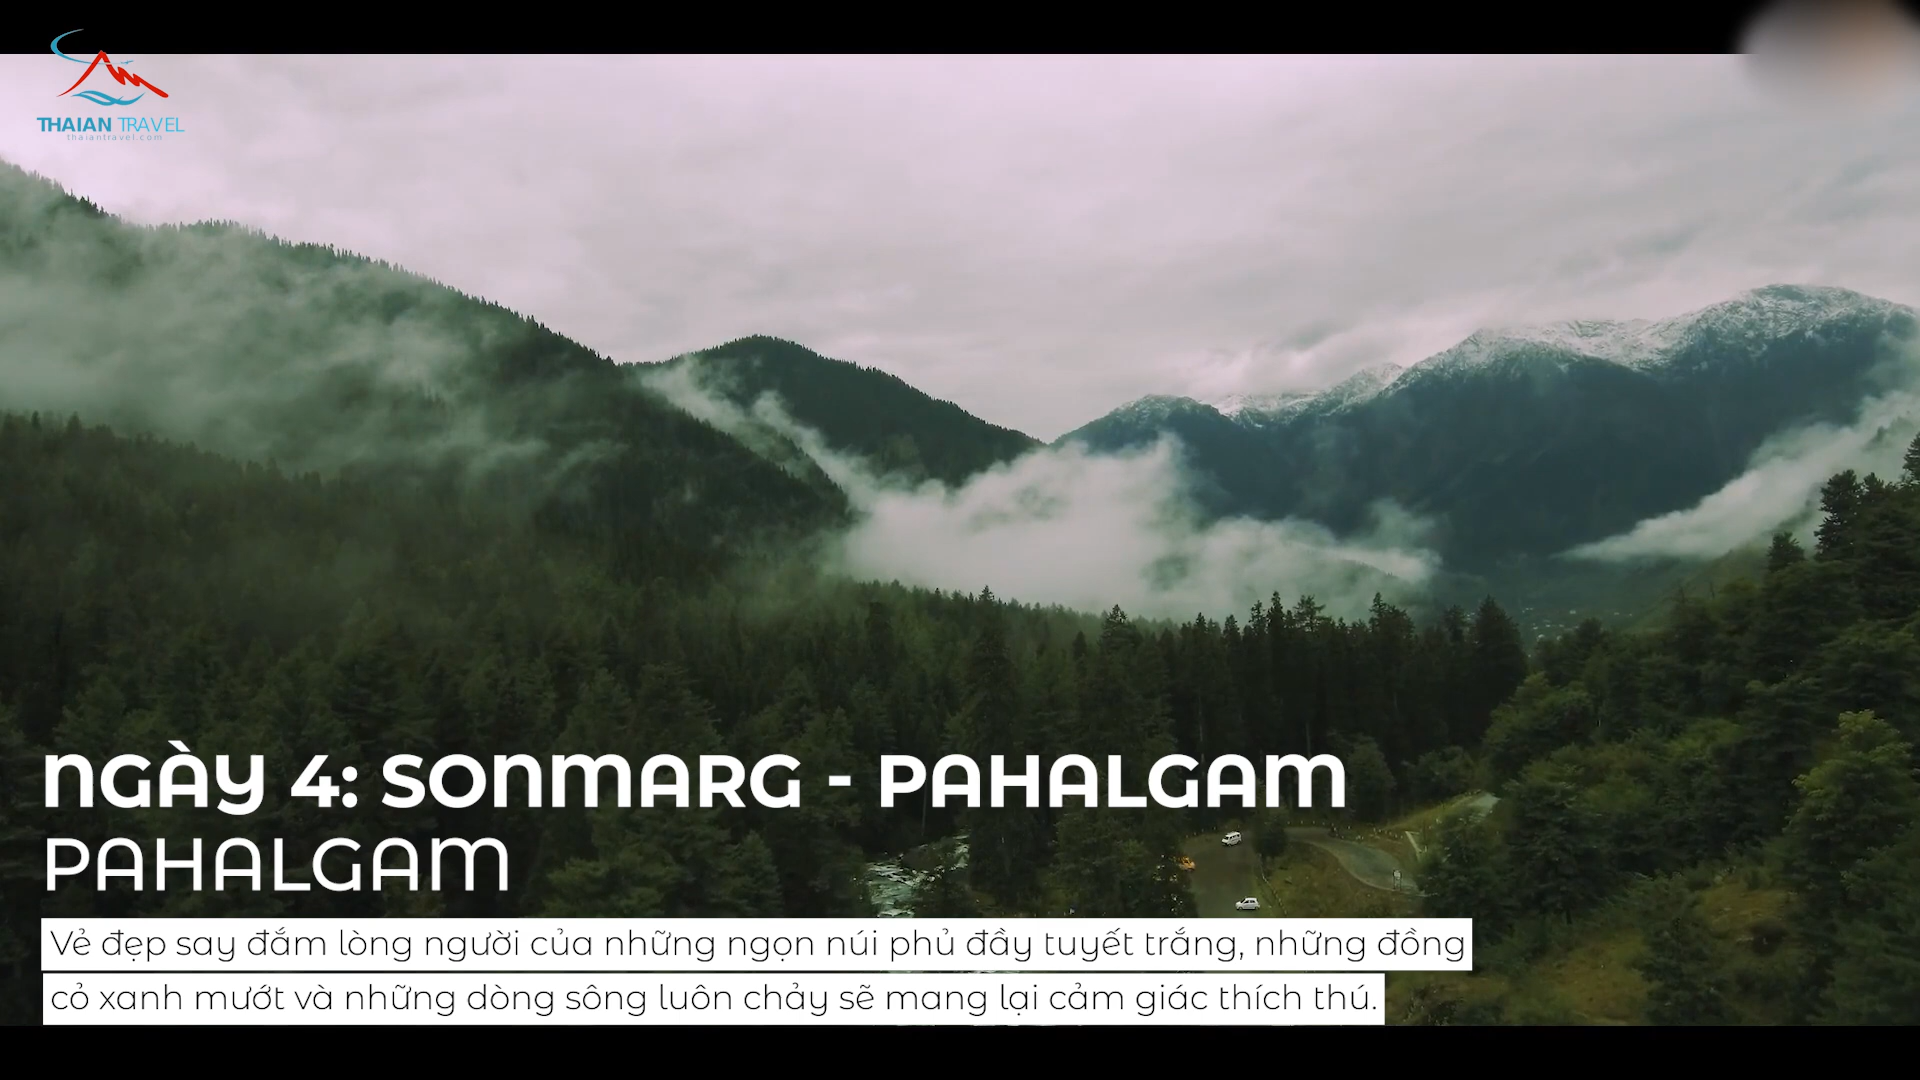 THAIAN TRAVEL
thaiantravel.com
NGÀY 4: SONMARG - PAHALGAM
PAHALGAM
Vẻ đẹp say đắm lòng người của những ngọn núi phủ đầy tuyết trắng, những đồng
cỏ xanh mướt và những dòng sông luôn chảy sẽ mang lại cảm giác thích thú.